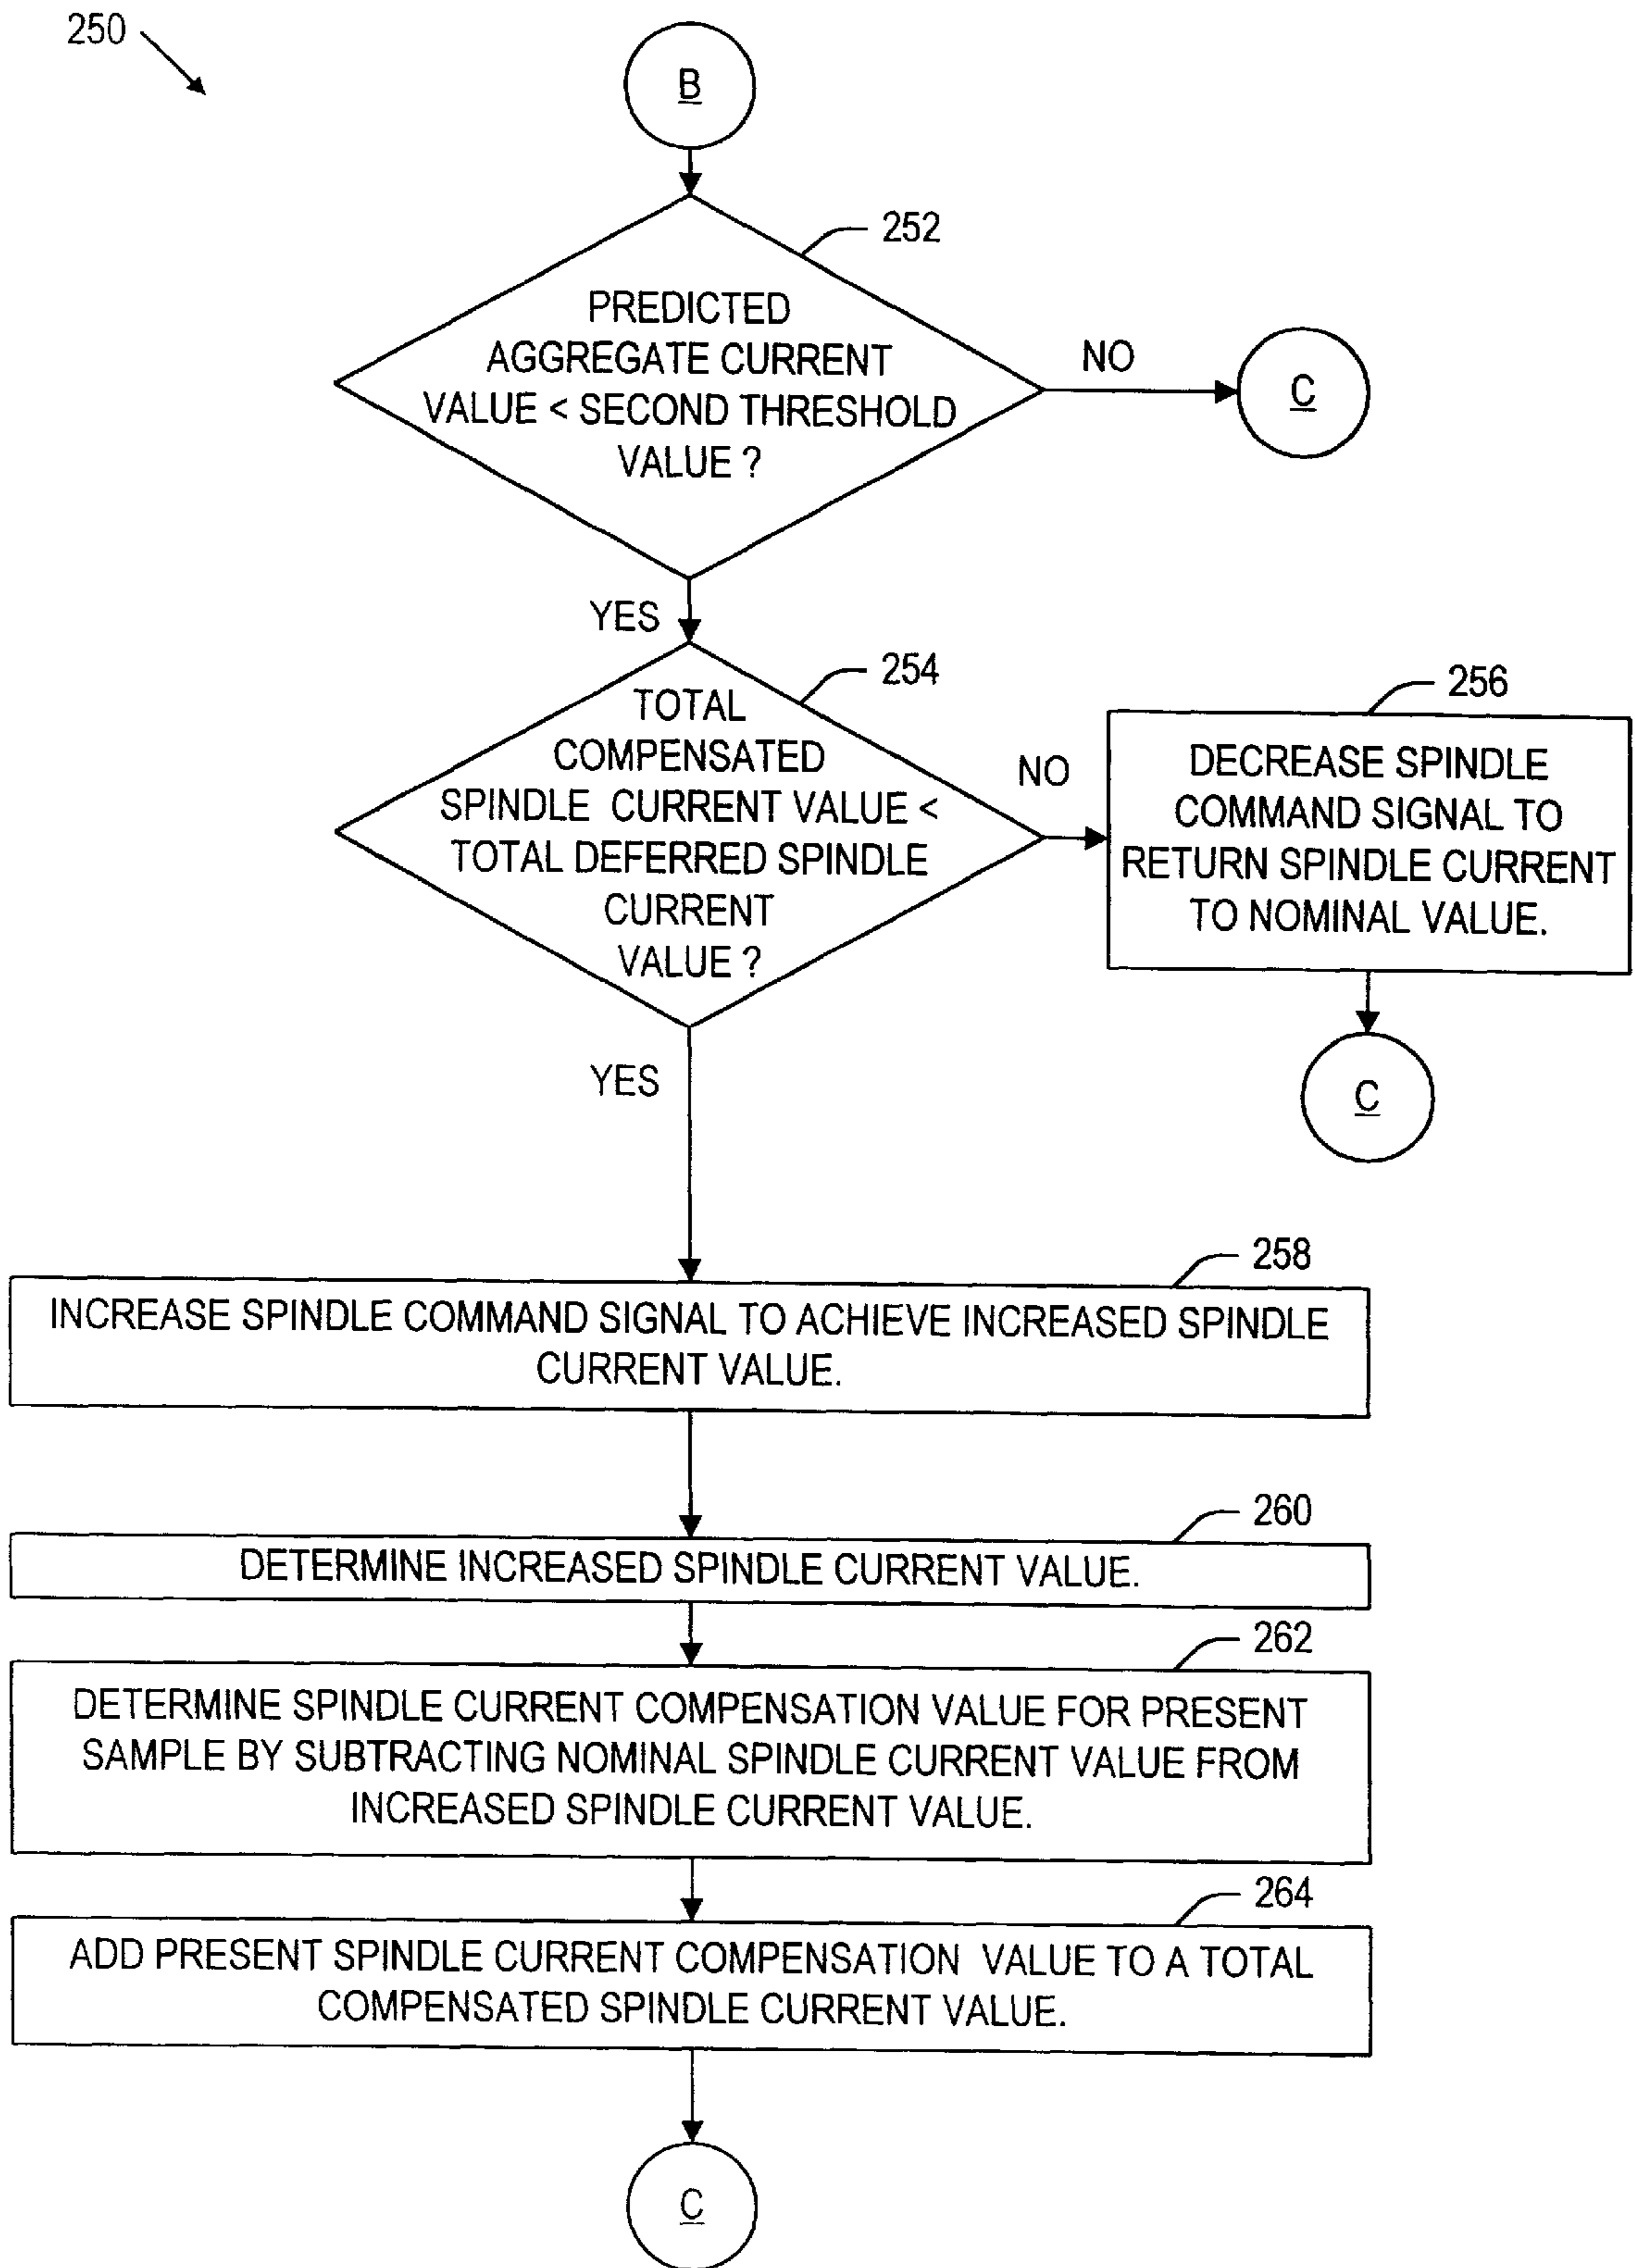 250
B
252
PREDICTED
AGGREGATE CURRENT
VALUE < SECOND THRESHOLD
VALUE ?
NO
C
YES
254
TOTAL
COMPENSATED
SPINDLE CURRENT VALUE <
TOTAL DEFERRED SPINDLE
CURRENT
VALUE ?
NO
256
DECREASE SPINDLE
COMMAND SIGNAL TO
RETURN SPINDLE CURRENT
TO NOMINAL VALUE.
C
YES
258
INCREASE SPINDLE COMMAND SIGNAL TO ACHIEVE INCREASED SPINDLE
CURRENT VALUE.
260
DETERMINE INCREASED SPINDLE CURRENT VALUE.
262
DETERMINE SPINDLE CURRENT COMPENSATION VALUE FOR PRESENT
SAMPLE BY SUBTRACTING NOMINAL SPINDLE CURRENT VALUE FROM
INCREASED SPINDLE CURRENT VALUE.
264
ADD PRESENT SPINDLE CURRENT COMPENSATION VALUE TO A TOTAL
COMPENSATED SPINDLE CURRENT VALUE.
C